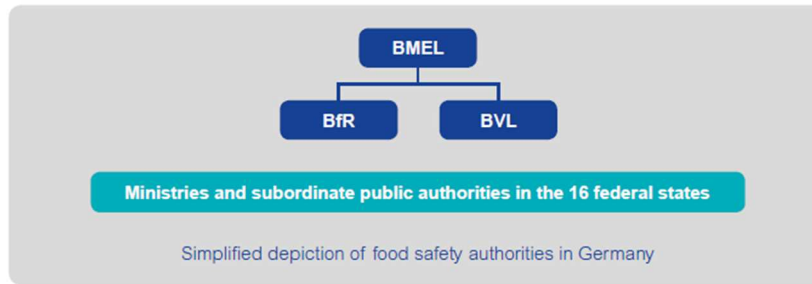 BMEL
BfR
BVL
Ministries and subordinate public authorities in the 16 federal states
Simplified depiction of food safety authorities in Germany